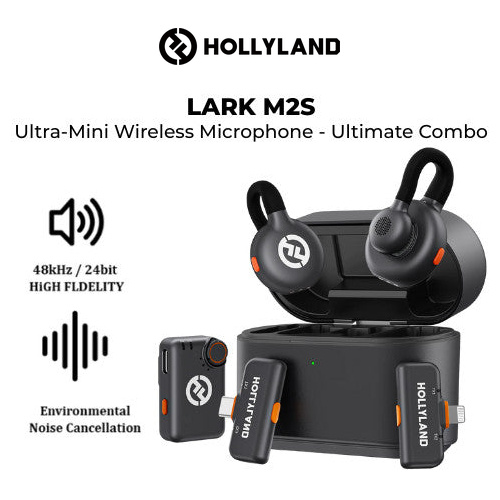 HOLLYLAND
LARK M2S
Ultra-Mini Wireless Microphone - Ultimate Combo
48kHz / 24bit
HiGH FLDELITY
Environmental
Noise Cancellation
HOLLYLAND
HOLLYLAND